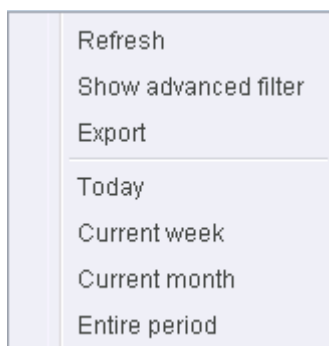 Refresh
Show advanced filter
Export
Today
Current week
Current month
Entire period